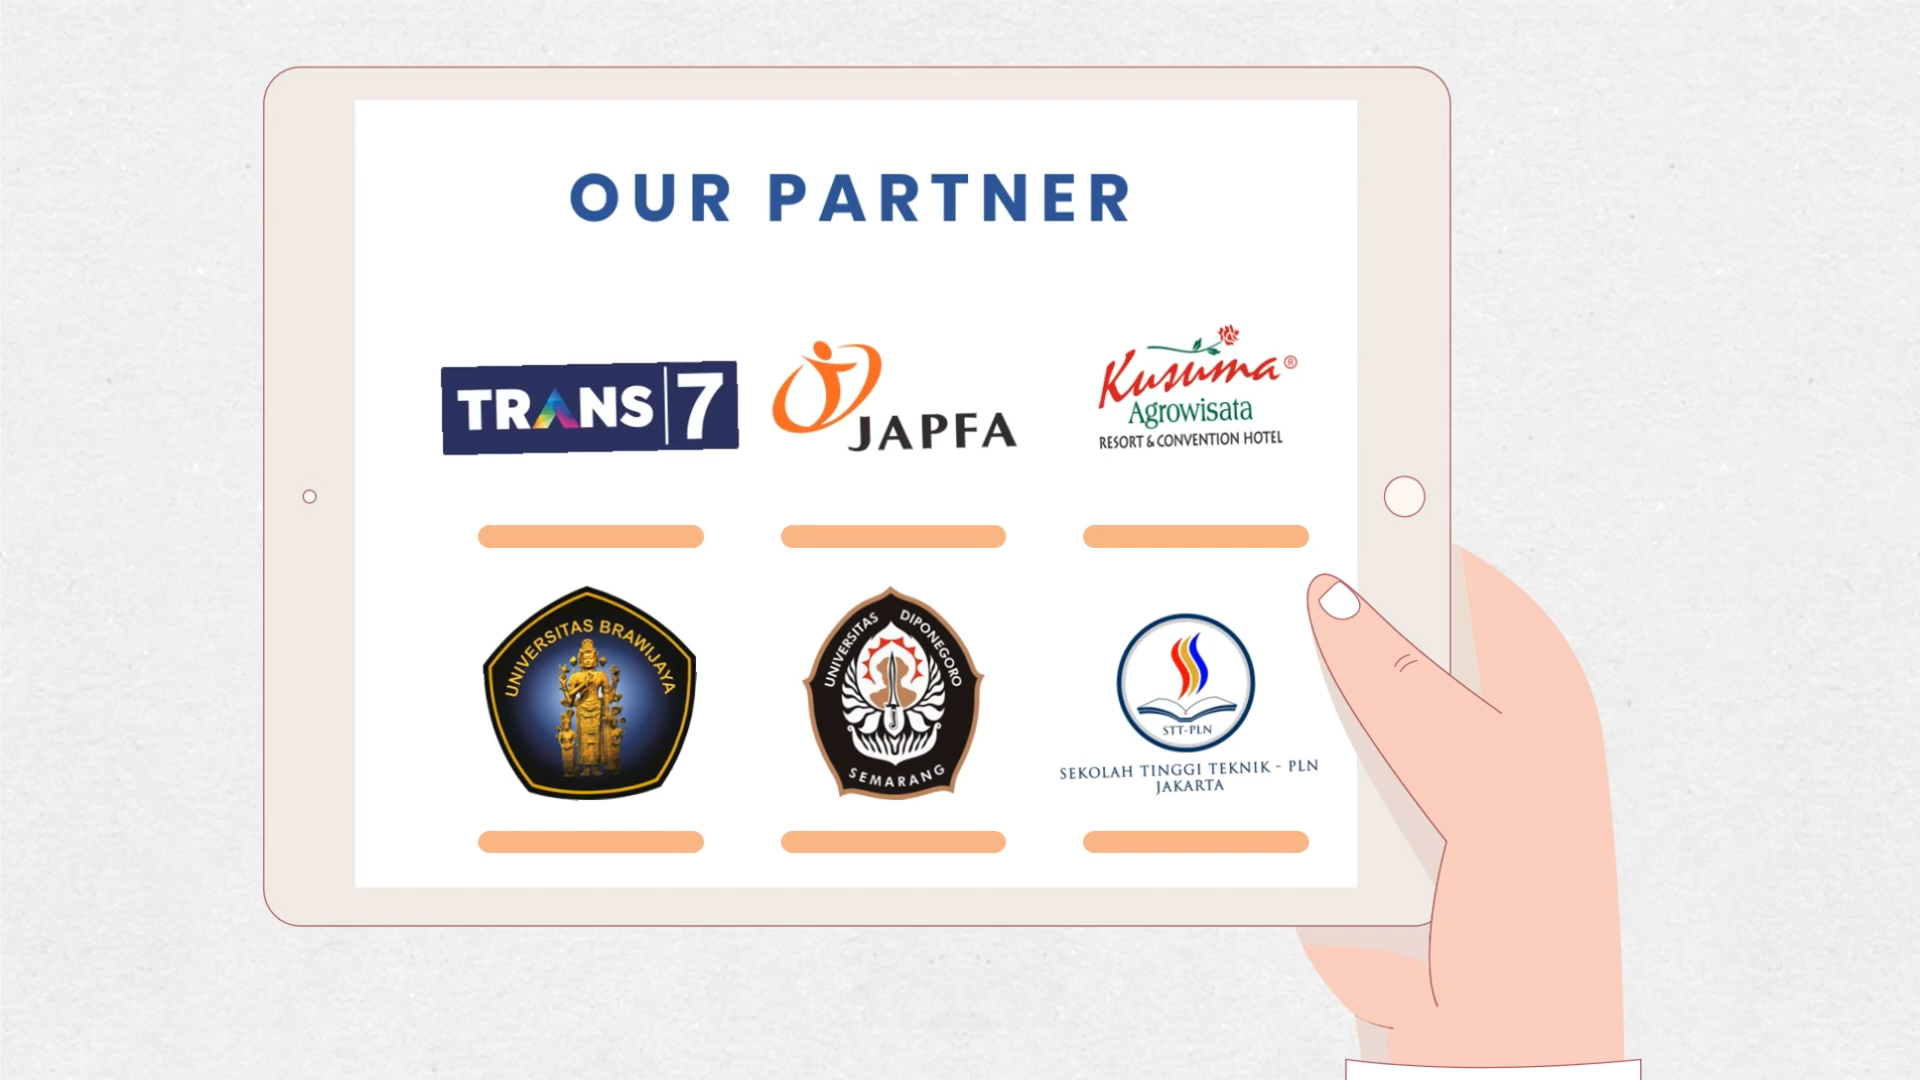 OUR PARTNER
TRANS 7
JAPFA
Kusuma®
Agrowisata
RESORT & CONVENTION HOTEL
UNIVERSITAS BRAWIJAYA
UNIVERSITAS DIPONEGORO
SEMARANG
STT-PLN
SEKOLAH TINGGI TEKNIK - PLN
JAKARTA